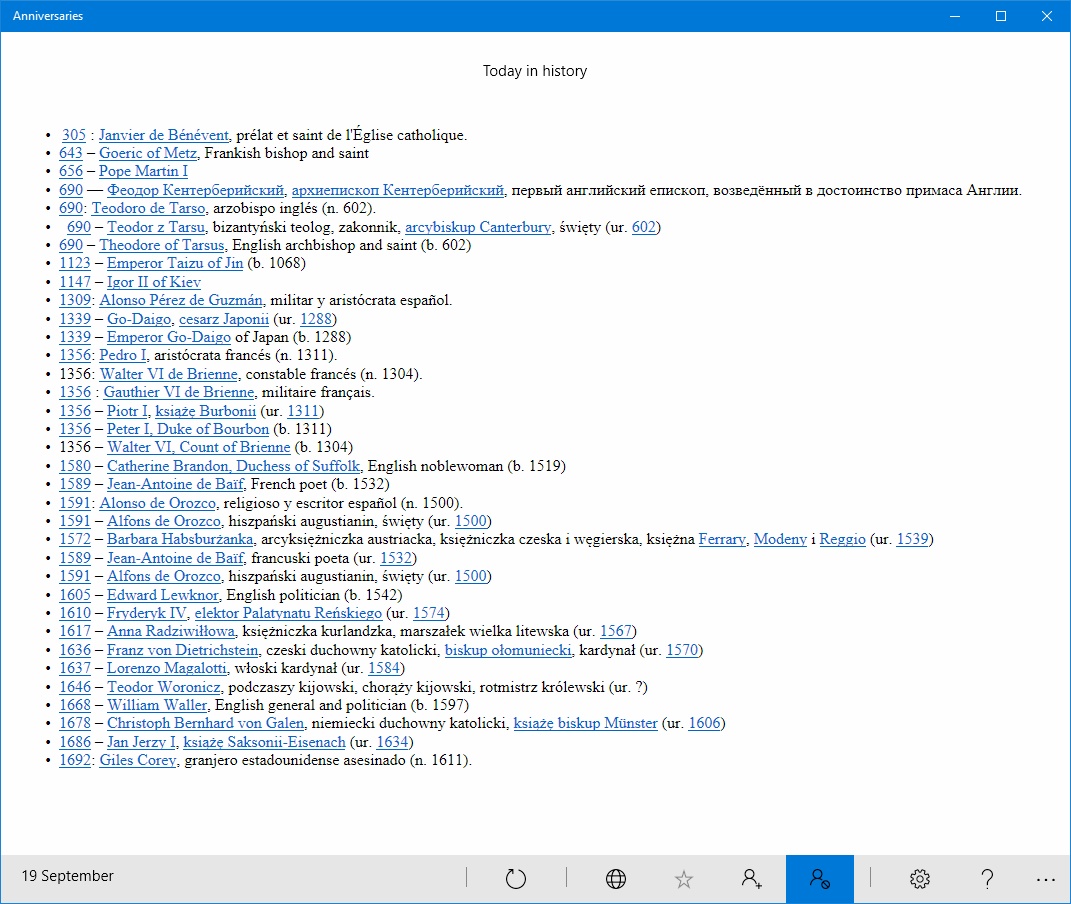 Anniversaries
Today in history
• 305 : Janvier de Bénévent, prélat et saint de l'Église catholique.
• 643 – Goeric of Metz, Frankish bishop and saint
• 656 – Pope Martin I
• 690 — Феодор Кентерберийский, архиепископ Кентерберийский, первый английский епископ, возведённый в достоинство примаса Англии.
• 690: Teodoro de Tarso, arzobispo inglés (n. 602).
• 690 – Teodor z Tarsu, bizantyński teolog, zakonnik, arcybiskup Canterbury, święty (ur. 602)
• 690 – Theodore of Tarsus, English archbishop and saint (b. 602)
• 1123 – Emperor Taizu of Jin (b. 1068)
• 1147 – Igor II of Kiev
• 1309: Alonso Pérez de Guzmán, militar y aristócrata español.
• 1339 – Go-Daigo, cesarz Japonii (ur. 1288)
• 1339 – Emperor Go-Daigo of Japan (b. 1288)
• 1356: Pedro I, aristócrata francés (n. 1311).
• 1356: Walter VI de Brienne, constable francés (n. 1304).
• 1356 : Gauthier VI de Brienne, militaire français.
• 1356 – Piotr I, książę Burbonii (ur. 1311)
• 1356 – Peter I, Duke of Bourbon (b. 1311)
• 1356 – Walter VI, Count of Brienne (b. 1304)
• 1580 – Catherine Brandon, Duchess of Suffolk, English noblewoman (b. 1519)
• 1589 – Jean-Antoine de Baïf, French poet (b. 1532)
• 1591: Alonso de Orozco, religioso y escritor español (n. 1500).
• 1591 – Alfons de Orozco, hiszpański augustianin, święty (ur. 1500)
• 1572 – Barbara Habsburżanka, arcyksiężniczka austriacka, księżniczka czeska i węgierska, księżna Ferrary, Modeny i Reggio (ur. 1539)
• 1589 – Jean-Antoine de Baïf, francuski poeta (ur. 1532)
• 1591 – Alfons de Orozco, hiszpański augustianin, święty (ur. 1500)
• 1605 – Edward Lewknor, English politician (b. 1542)
• 1610 – Fryderyk IV, elektor Palatynatu Reńskiego (ur. 1574)
• 1617 – Anna Radziwiłłowa, księżniczka kurlandzka, marszałek wielka litewska (ur. 1567)
• 1636 – Franz von Dietrichstein, czeski duchowny katolicki, biskup ołomuniecki, kardynał (ur. 1570)
• 1637 – Lorenzo Magalotti, włoski kardynał (ur. 1584)
• 1646 – Teodor Woronicz, podczaszy kijowski, chorąży kijowski, rotmistrz królewski (ur. ?)
• 1668 – William Waller, English general and politician (b. 1597)
• 1678 – Christoph Bernhard von Galen, niemiecki duchowny katolicki, książę biskup Münster (ur. 1606)
• 1686 – Jan Jerzy I, książę Saksonii-Eisenach (ur. 1634)
• 1692: Giles Corey, granjero estadounidense asesinado (n. 1611).
19 September